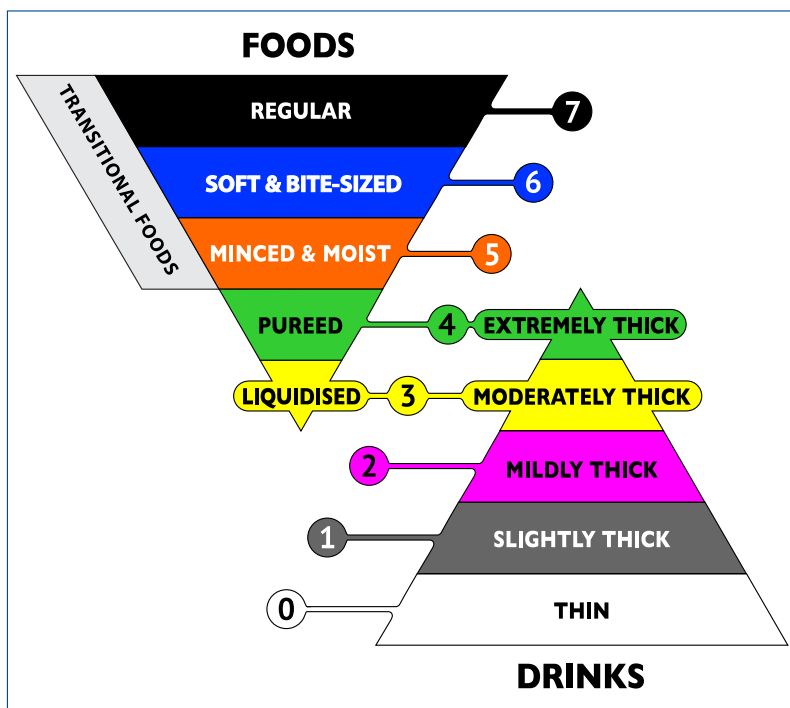 FOODS
TRANSITIONAL FOODS
REGULAR
7
SOFT & BITE-SIZED
6
MINCED & MOIST
5
PUREED
4
EXTREMELY THICK
LIQUIDISED
3
MODERATELY THICK
2
MILDLY THICK
1
SLIGHTLY THICK
0
THIN
DRINKS